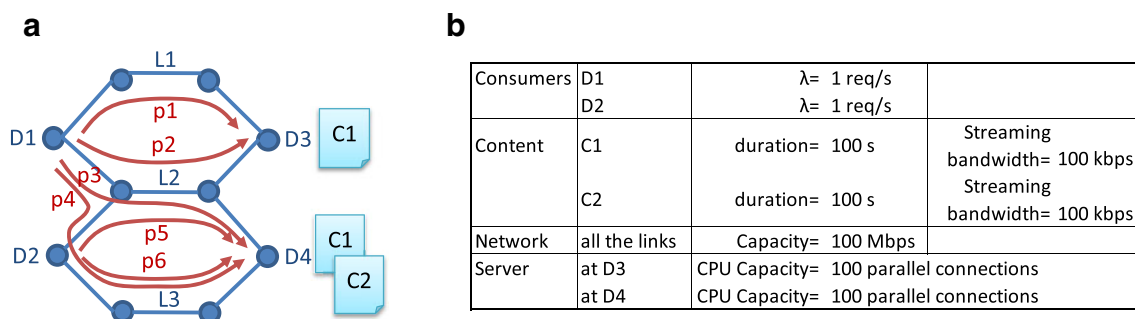 a
L1
p1
D1
p2
D3
C1
p3
L2
p4
p5
C1
D2
p6
D4
C2
L3
b
Consumers D1 λ= 1 req/s
D2 λ= 1 req/s
Content C1 duration= 100 s Streaming bandwidth= 100 kbps
C2 duration= 100 s Streaming bandwidth= 100 kbps
Network all the links Capacity= 100 Mbps
Server at D3 CPU Capacity= 100 parallel connections
at D4 CPU Capacity= 100 parallel connections